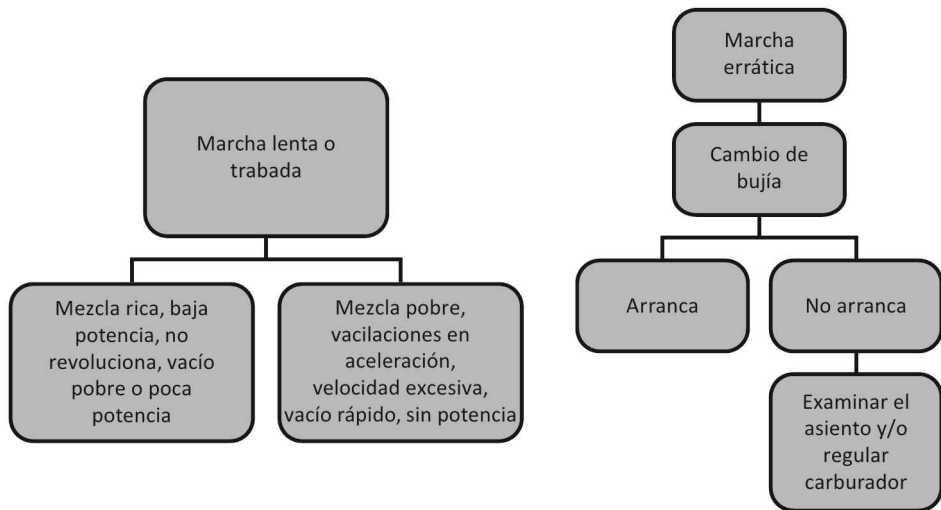 Marcha lenta o
trabada
Mezcla rica, baja
potencia, no
revoluciona, vacío
pobre o poca
potencia
Mezcla pobre,
vacilaciones en
aceleración,
velocidad excesiva,
vacío rápido, sin potencia
Marcha
errática
Cambio de
bujía
Arranca
No arranca
Examinar el
asiento y/o
regular
carburador